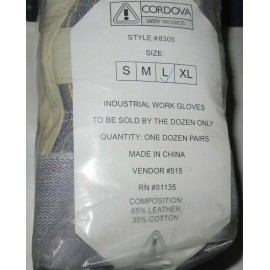 CORDOVA
SAFETY PRODUCTS
STYLE #8305
SIZE:
S M L XL
INDUSTRIAL WORK GLOVES
TO BE SOLD BY THE DOZEN ONLY
QUANTITY: ONE DOZEN PAIRS
MADE IN CHINA
VENDOR #515
RN #91135
COMPOSITION:
65% LEATHER
35% COTTON